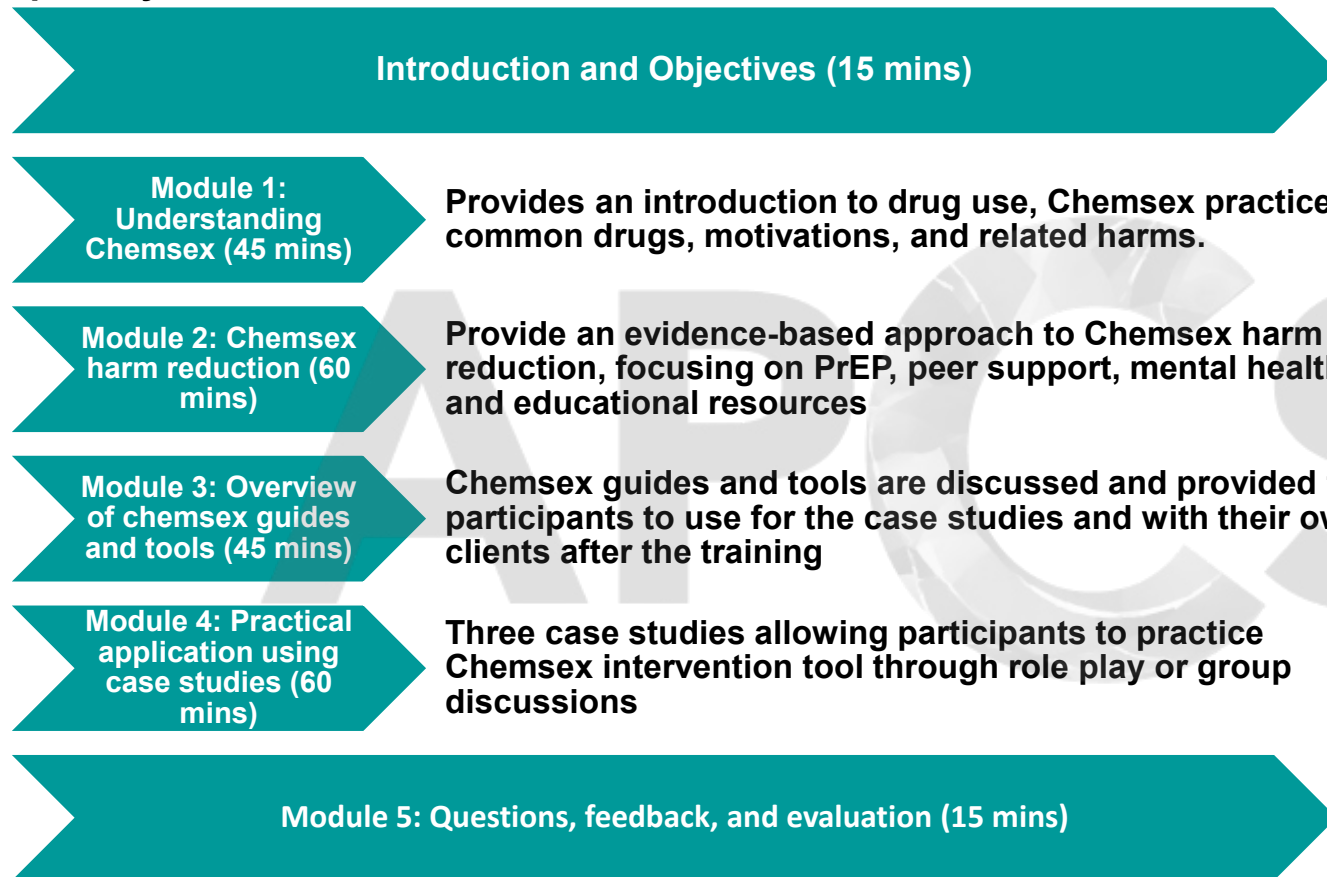 Introduction and Objectives (15 mins)
Module 1:
Understanding
Chemsex (45 mins)
Provides an introduction to drug use, Chemsex practice
common drugs, motivations, and related harms.
Module 2: Chemsex
harm reduction (60
mins)
Provide an evidence-based approach to Chemsex harm
reduction, focusing on PrEP, peer support, mental healt
and educational resources
Module 3: Overview
of chemsex guides
and tools (45 mins)
Chemsex guides and tools are discussed and provided
participants to use for the case studies and with their
clients after the training
Module 4: Practical
application using
case studies (60
mins)
Three case studies allowing participants to practice
Chemsex intervention tool through role play or group
discussions
Module 5: Questions, feedback, and evaluation (15 mins)
APCS